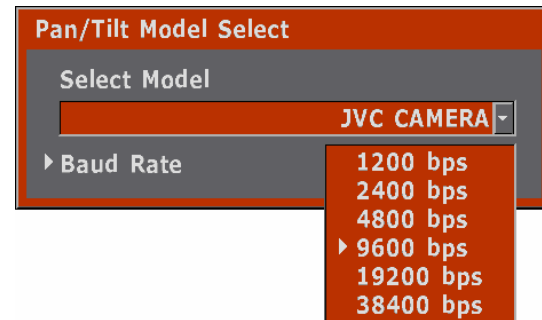 Pan/Tilt Model Select
Select Model
JVC CAMERA
Baud Rate
1200 bps
2400 bps
4800 bps
9600 bps
19200 bps
38400 bps